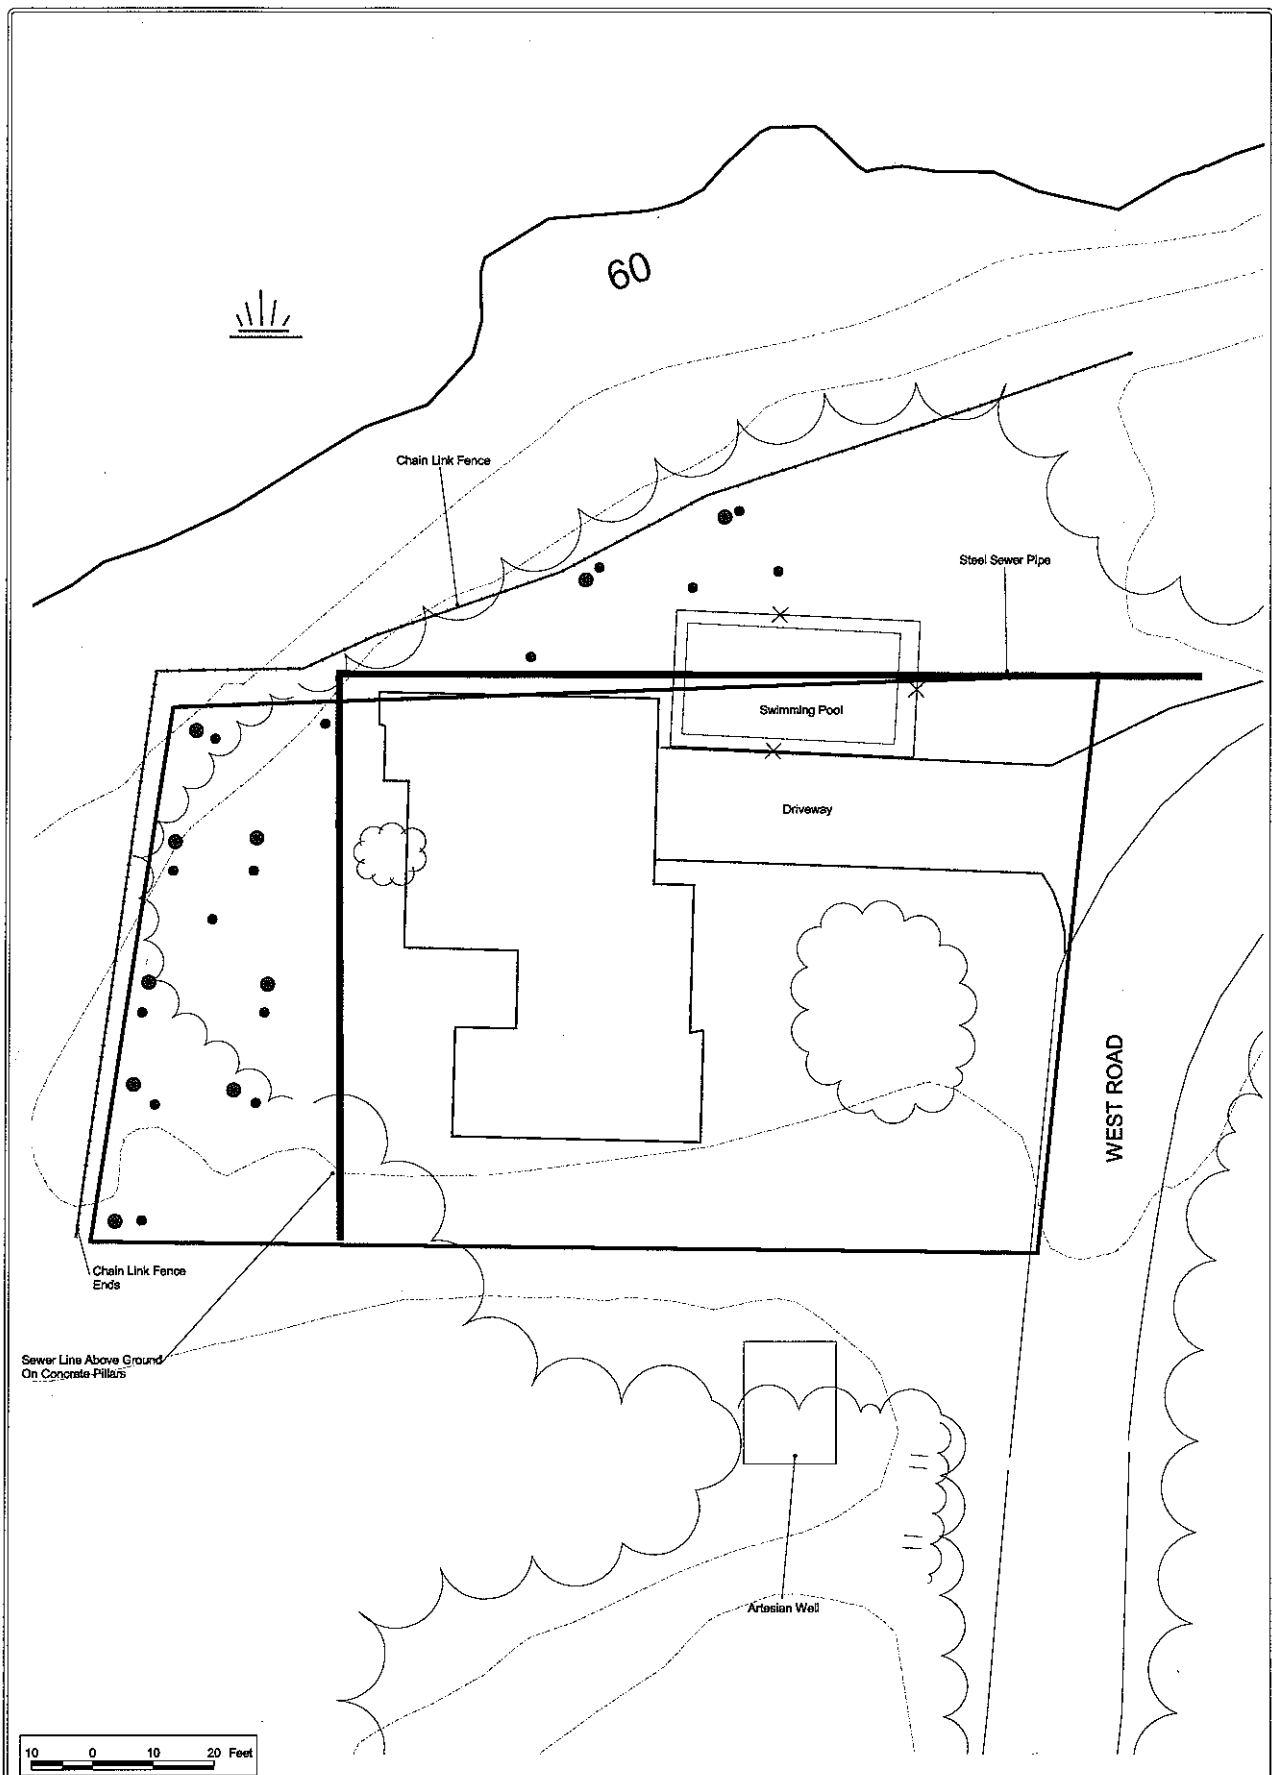 60
Chain Link Fence
Steel Sewer Pipe
Swimming Pool
Driveway
WEST ROAD
Chain Link Fence
Ends
Sewer Line Above Ground
On Concrete Pillars
Artesian Well
10 0 10 20 Feet